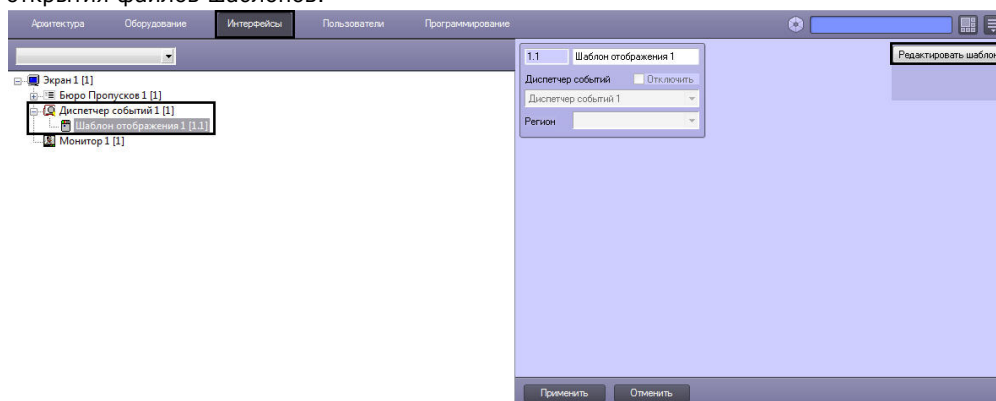 открытия файлов шаблонов.
Архитектура Оборудование Интерфейсы Пользователи Программирование
1.1 Шаблон отображения 1
Редактировать шаблон
Экран 1 [1]
Бюро Пропусков 1 [1]
Диспетчер событий 1 [1]
Шаблон отображения 1 [1.1]
Монитор 1 [1]
Диспетчер событий Отключить
Диспетчер событий 1
Регион
Применить Отменить